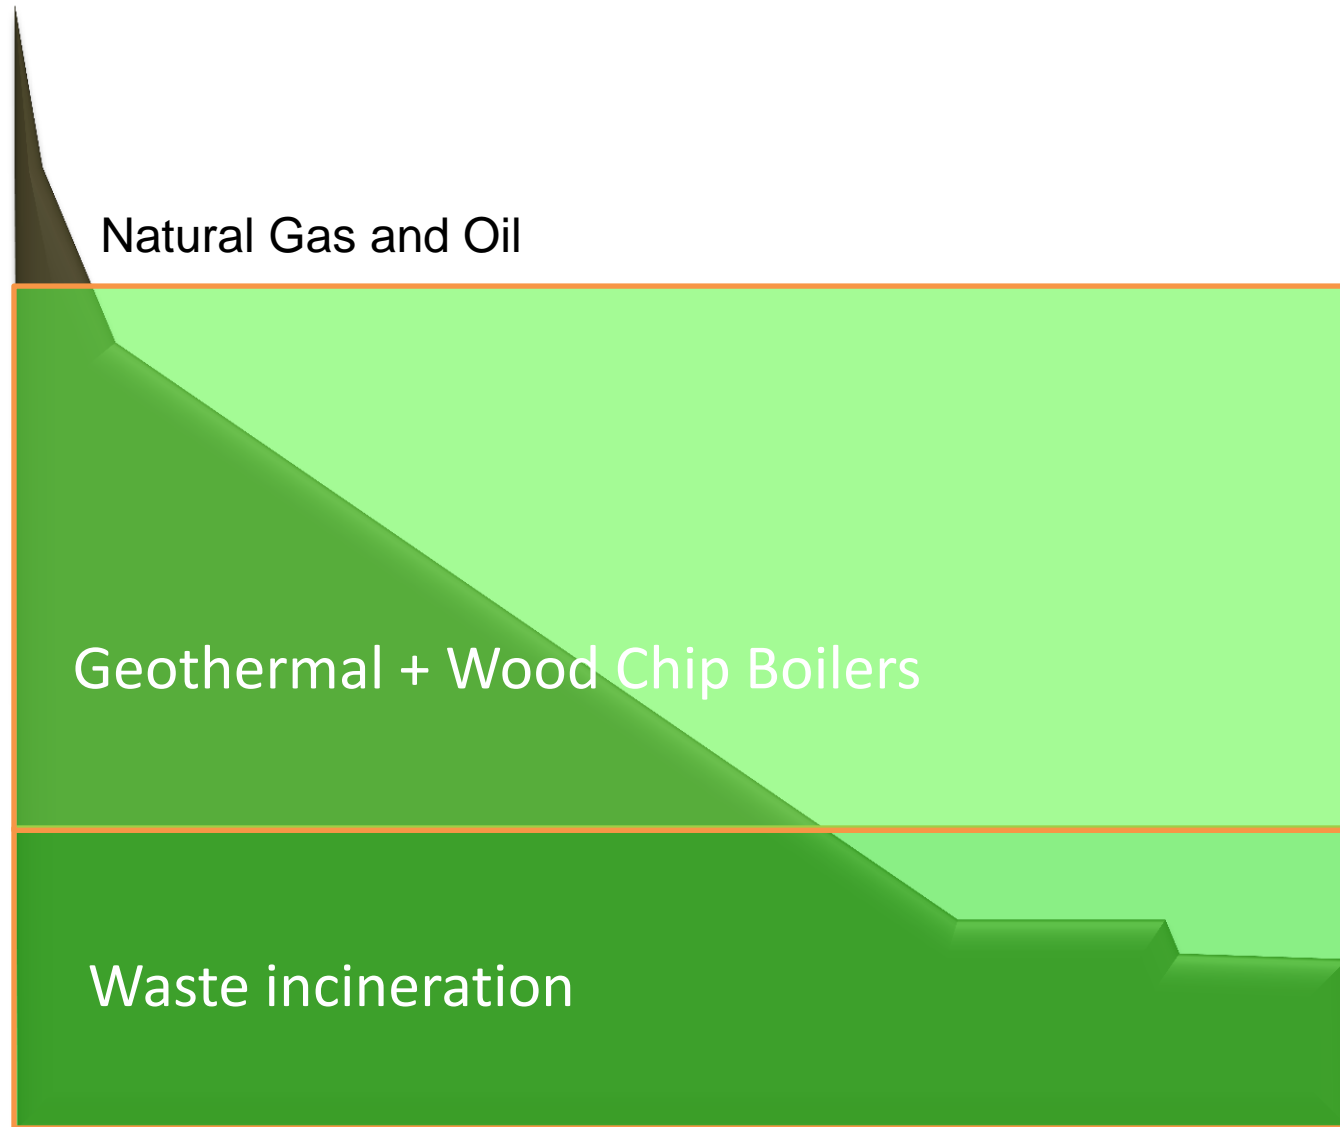 Natural Gas and Oil
Geothermal + Wood Chip Boilers
Waste incineration